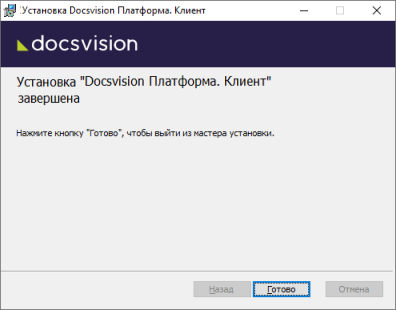 Установка Docsvision Платформа. Клиент
docsvision
Установка "Docsvision Платформа. Клиент"
завершена
Нажмите кнопку "Готово", чтобы выйти из мастера установки.
Назад
Готово
Отмена